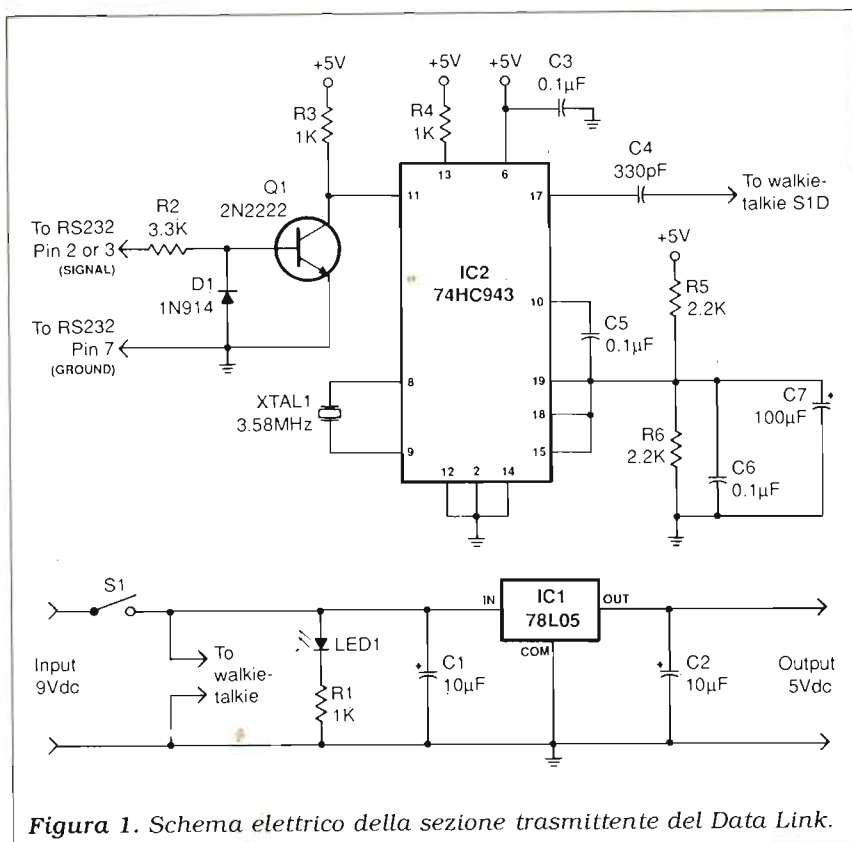 +5V
+5V
+5V
C3
0.1µF
R3
1K
R4
1K
C4
330pF
Q1
2N2222
13
6
11
17
To walkie-
talkie S1D
To RS232
Pin 2 or 3
(SIGNAL)
R2
3.3K
IC2
74HC943
+5V
D1
1N914
10
R5
2.2K
To RS232
Pin 7
(GROUND)
C5
0.1µF
8
19
C7
100µF
XTAL1
3.58MHz
18
R6
2.2K
9
15
C6
0.1µF
12
2
14
S1
IN
IC1
78L05
OUT
COM
Input
9Vdc
To
walkie-
talkie
LED1
R1
1K
C1
10µF
C2
10µF
Output
5Vdc
Figura 1. Schema elettrico della sezione trasmittente del Data Link.